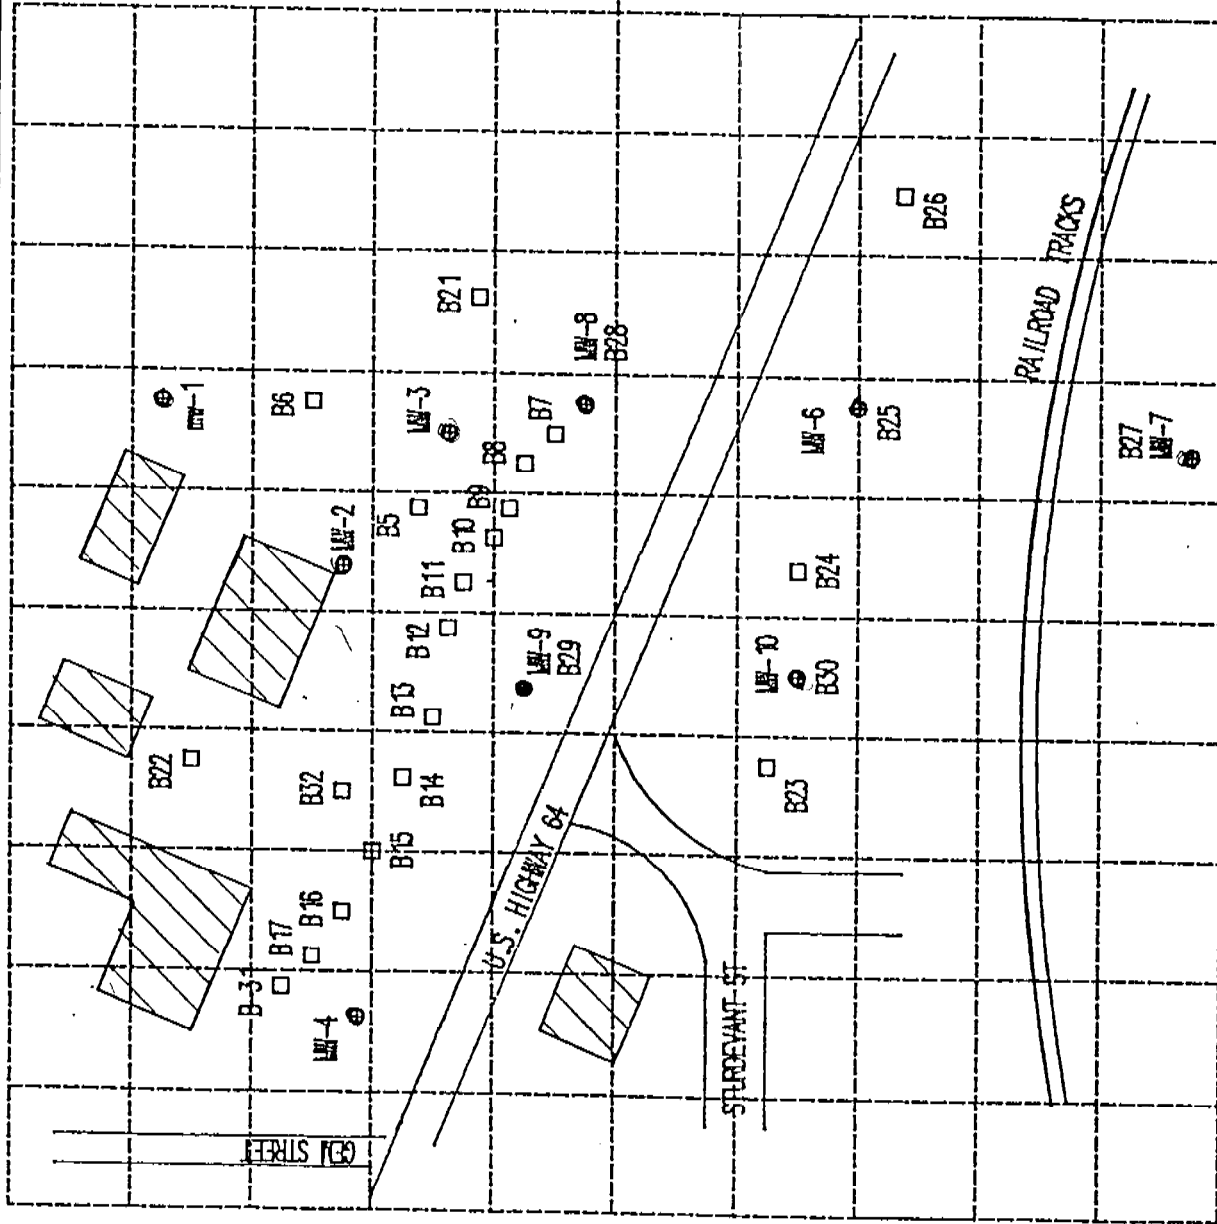 MW-1
B6
B21
MW-3
MW-8
B28
B7
B8
B9
B5
B10
MW-2
B11
B12
MW-9
B29
B13
B22
B32
B14
B15
B16
B17
B-31
MW-4
U.S. HIGHWAY 64
GEM STREET
STURDEVANT ST
B26
RAILROAD TRACKS
MW-6
B25
B27
MW-7
B24
MW-10
B30
B23